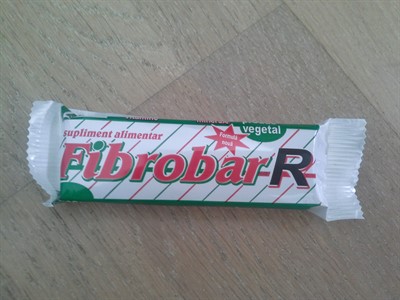 vegetal
supliment alimentar
Formulă
nouă
Fibrobar-R